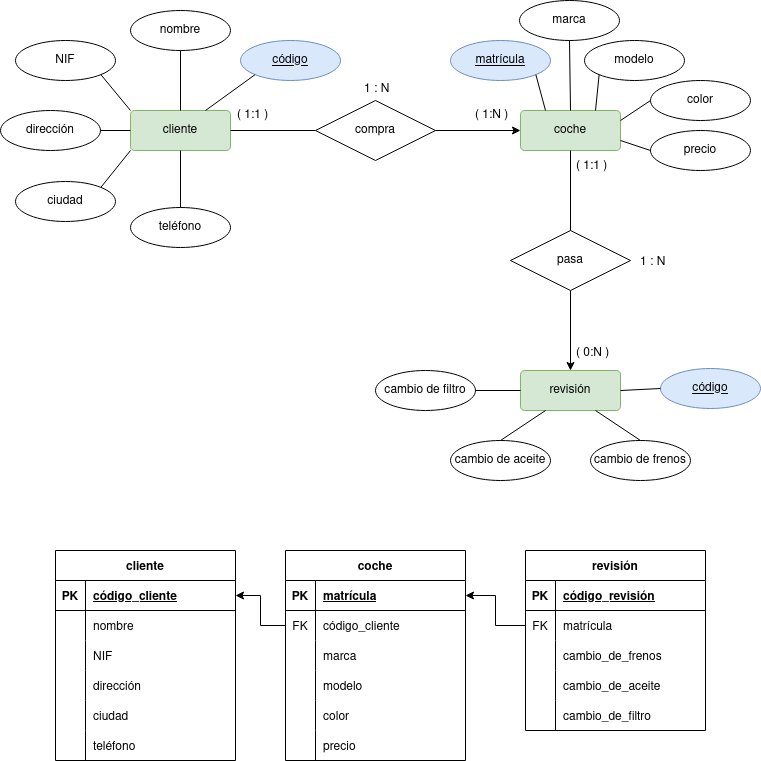 marca
nombre
NIF
código
matrícula
modelo
1 : N
color
( 1:1 )
( 1:N )
dirección
cliente
compra
coche
precio
( 1:1 )
ciudad
teléfono
pasa
1 : N
( 0:N )
cambio de filtro
revisión
código
cambio de aceite
cambio de frenos
cliente
PK código_cliente
nombre
NIF
dirección
ciudad
teléfono
coche
PK matrícula
FK código_cliente
marca
modelo
color
precio
revisión
PK código_revisión
FK matrícula
cambio_de_frenos
cambio_de_aceite
cambio_de_filtro